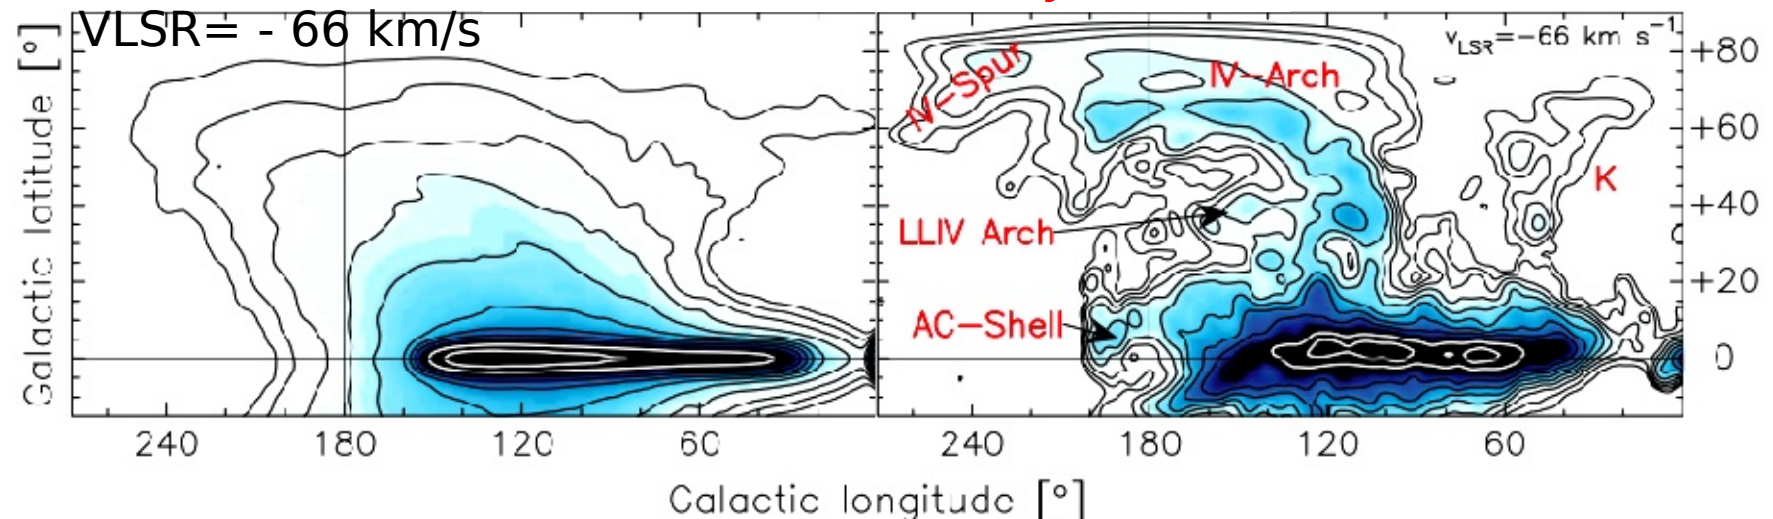 VLSR= - 66 km/s
vLSR=-66 km s-1
Galactic latitude [°]
+80
+60
+40
+20
0
IV-Spur
IV-Arch
K
LLIV Arch
AC-Shell
240 180 120 60
240 180 120 60
Galactic longitude [°]